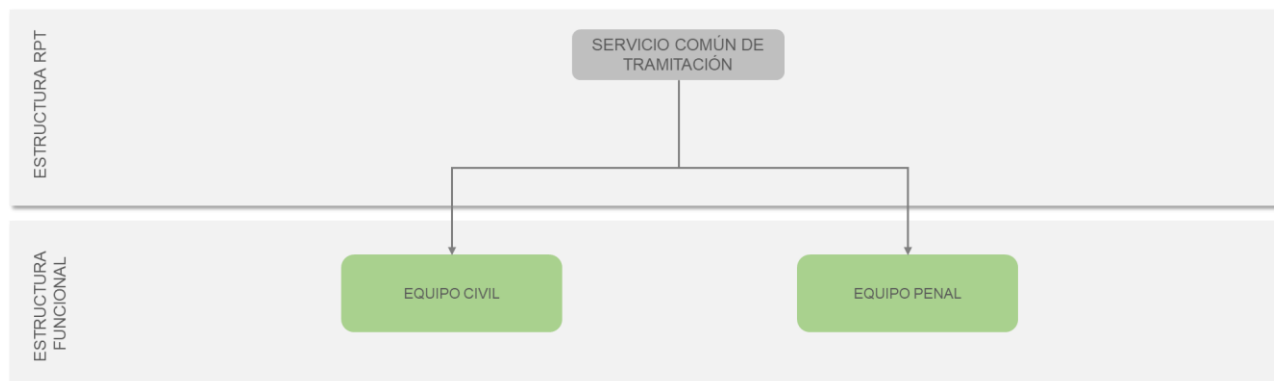 ESTRUCTURA RPT
SERVICIO COMÚN DE
TRAMITACIÓN
ESTRUCTURA
FUNCIONAL
EQUIPO CIVIL
EQUIPO PENAL